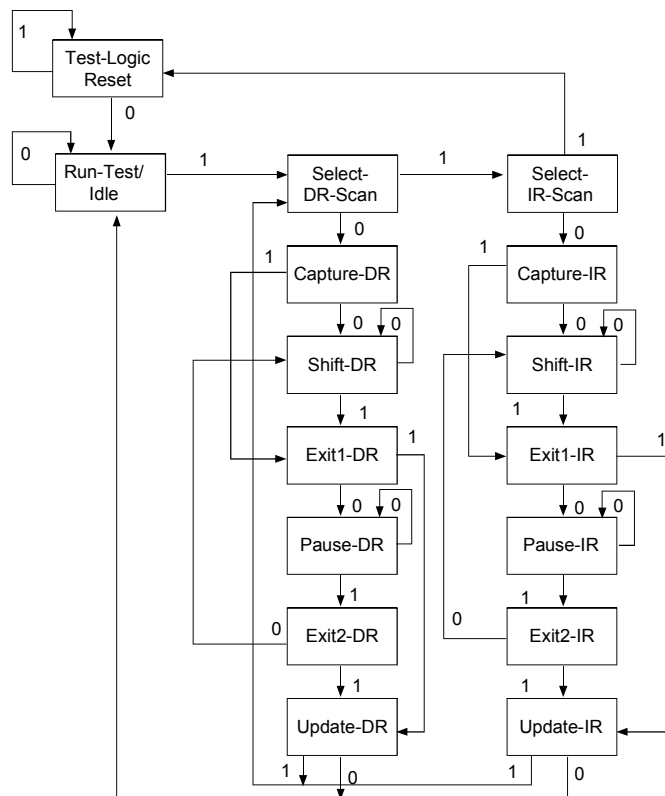 1
Test-Logic
Reset
0
1
0
Run-Test/
Idle
1
Select-
DR-Scan
1
Select-
IR-Scan
0
0
1
Capture-DR
1
Capture-IR
0
0
0
0
Shift-DR
Shift-IR
1
1
Exit1-DR
1
Exit1-IR
1
0
0
0
0
Pause-DR
Pause-IR
1
1
0
Exit2-DR
0
Exit2-IR
1
1
Update-DR
Update-IR
1
0
1
0